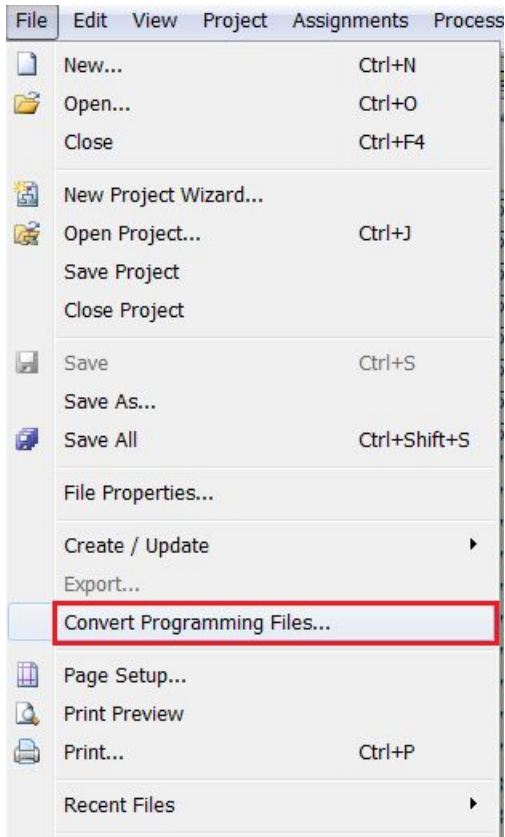 File Edit View Project Assignments Process
New... Ctrl+N
Open... Ctrl+O
Close Ctrl+F4
New Project Wizard...
Open Project... Ctrl+J
Save Project
Close Project
Save Ctrl+S
Save As...
Save All Ctrl+Shift+S
File Properties...
Create / Update
Export...
Convert Programming Files...
Page Setup...
Print Preview
Print... Ctrl+P
Recent Files